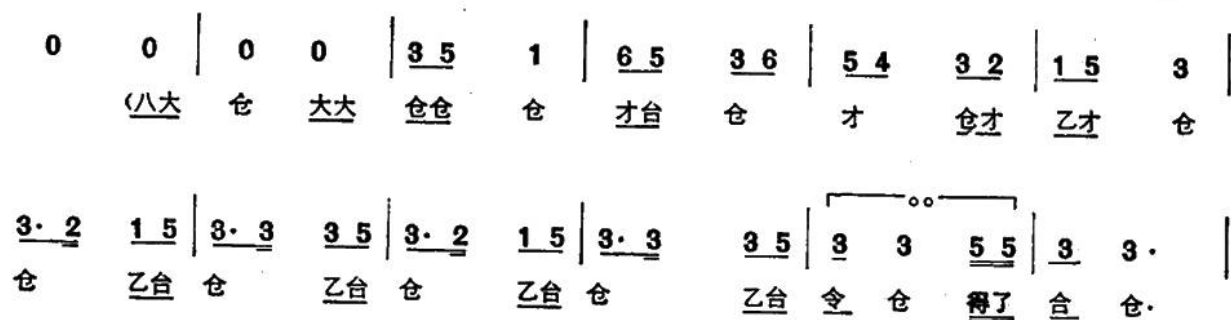 0 0 | 0 0 | 3 5 1 | 6 5 3 6 | 5 4 3 2 | 1 5 3 |
(八大 仓 大大 仓仓 仓 才台 仓 才 仓才 乙才 仓
3· 2 1 5 | 3· 3 3 5 | 3· 2 1 5 | 3· 3 3 5 | 3 3 5 5 | 3 3· |
仓 乙台 仓 乙台 仓 乙台 仓 乙台 令 仓 得了 合 仓·